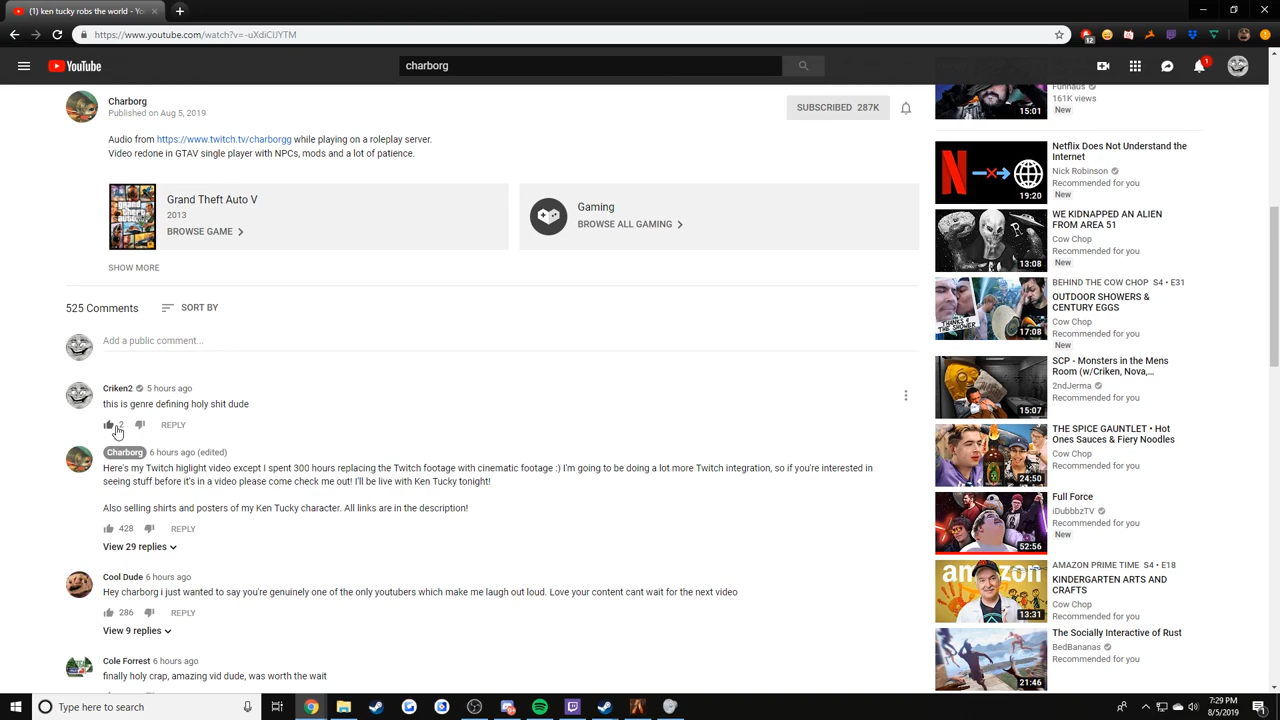 (1) ken tucky robs the world - Yo
https://www.youtube.com/watch?v=-uXdiClJYTM
12
YouTube
charborg
1
Charborg
Published on Aug 5, 2019
SUBSCRIBED 287K
Audio from https://www.twitch.tv/charborgg while playing on a roleplay server.
Video redone in GTAV single player with NPCs, mods and a lot of patience.
Grand Theft Auto V
2013
BROWSE GAME
Gaming
BROWSE ALL GAMING
SHOW MORE
525 Comments
SORT BY
Add a public comment...
Criken2 5 hours ago
this is genre defining holy shit dude
2
REPLY
Charborg 6 hours ago (edited)
Here's my Twitch higlight video except I spent 300 hours replacing the Twitch footage with cinematic footage :) I'm going to be doing a lot more Twitch integration, so if you're interested in
seeing stuff before it's in a video please come check me out! I'll be live with Ken Tucky tonight!
Also selling shirts and posters of my Ken Tucky character. All links are in the description!
428
REPLY
View 29 replies
Cool Dude 6 hours ago
Hey charborg i just wanted to say you're genuinely one of the only youtubers which make me laugh out loud. Love your content cant wait for the next video
286
REPLY
View 9 replies
Cole Forrest 6 hours ago
finally holy crap, amazing vid dude, was worth the wait
15:01
Funhaus
161K views
New
19:20
Netflix Does Not Understand the
Internet
Nick Robinson
Recommended for you
New
13:08
WE KIDNAPPED AN ALIEN
FROM AREA 51
Cow Chop
Recommended for you
New
THANKS 4
THE SHOWER
17:08
BEHIND THE COW CHOP S4 • E31
OUTDOOR SHOWERS &
CENTURY EGGS
Cow Chop
Recommended for you
New
15:07
SCP - Monsters in the Mens
Room (w/Criken, Nova,...
2ndJerma
Recommended for you
24:50
THE SPICE GAUNTLET • Hot
Ones Sauces & Fiery Noodles
Cow Chop
Recommended for you
52:56
Full Force
iDubbbzTV
Recommended for you
New
amazon
13:31
AMAZON PRIME TIME S4 • E18
KINDERGARTEN ARTS AND
CRAFTS
Cow Chop
Recommended for you
21:46
The Socially Interactive of Rust
BedBananas
Recommended for you
Type here to search
7:29 PM
8/5/2019